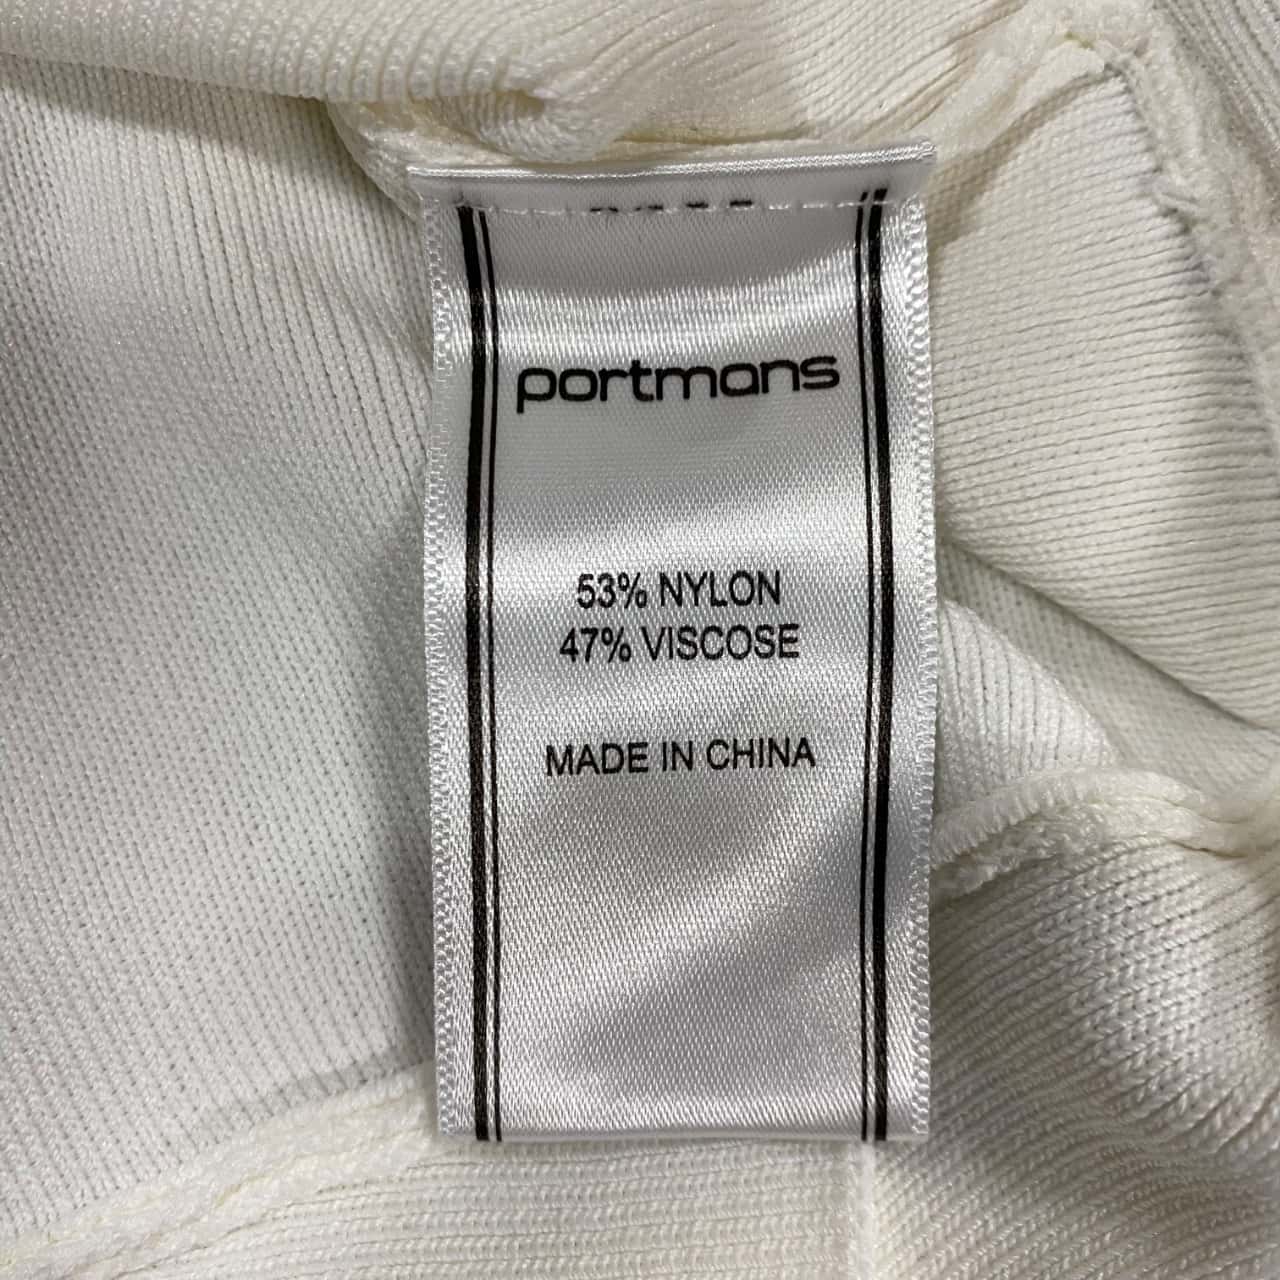 portmans
53% NYLON
47% VISCOSE
MADE IN CHINA